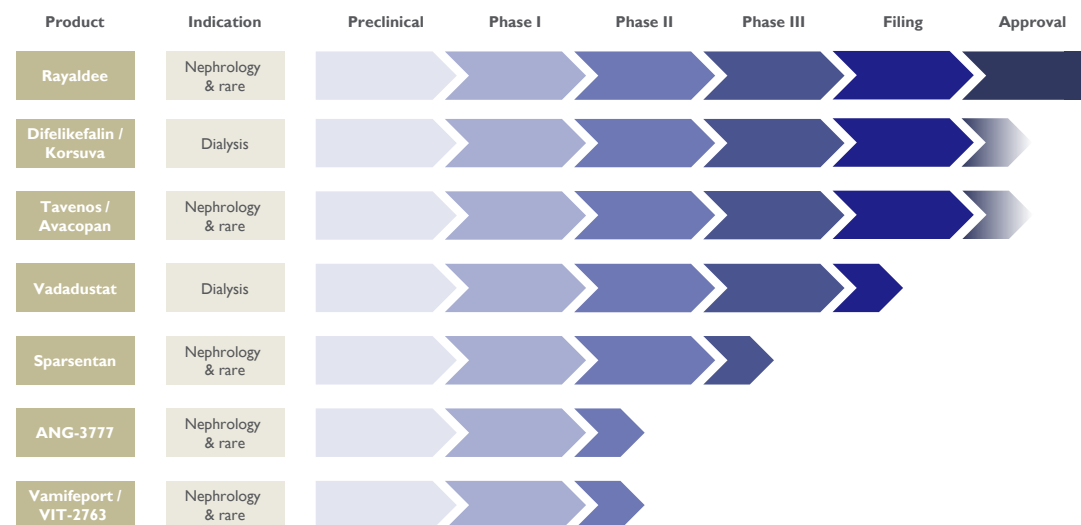 Product Indication Preclinical Phase I Phase II Phase III Filing Approval
Rayaldee
Nephrology
& rare
Difelikefalin /
Korsuva
Dialysis
Tavenos /
Avacopan
Nephrology
& rare
Vadadustat
Dialysis
Sparsentan
Nephrology
& rare
ANG-3777
Nephrology
& rare
Vamifeport /
VIT-2763
Nephrology
& rare